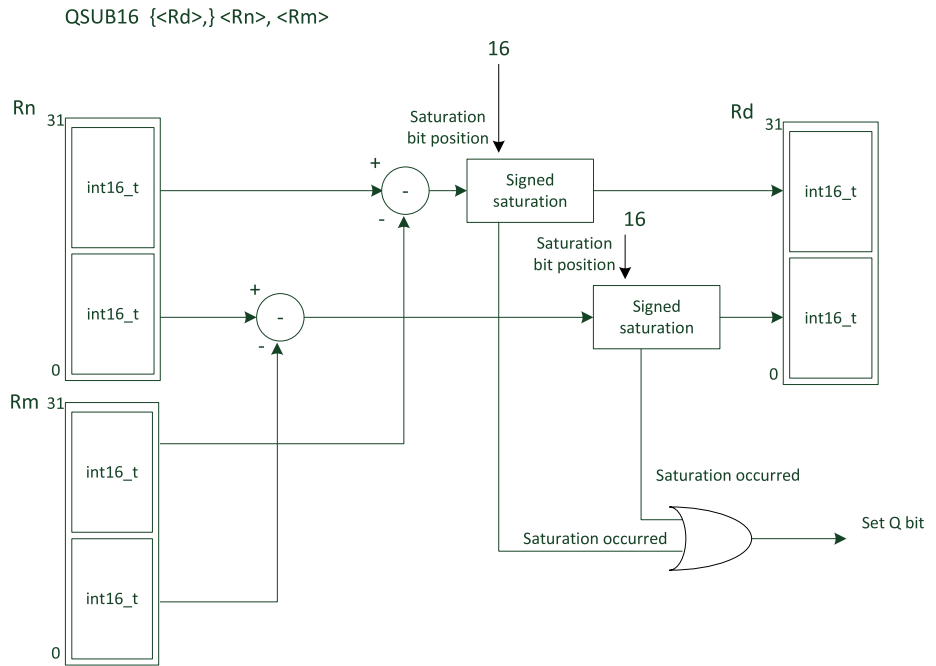 QSUB16 {<Rd>,} <Rn>, <Rm>
16
Rn
31
Saturation
bit position
Rd
31
+
int16_t
-
-
Signed
saturation
int16_t
16
Saturation
bit position
+
int16_t
-
-
Signed
saturation
int16_t
0
0
Rm
31
int16_t
Saturation occurred
Set Q bit
Saturation occurred
int16_t
0